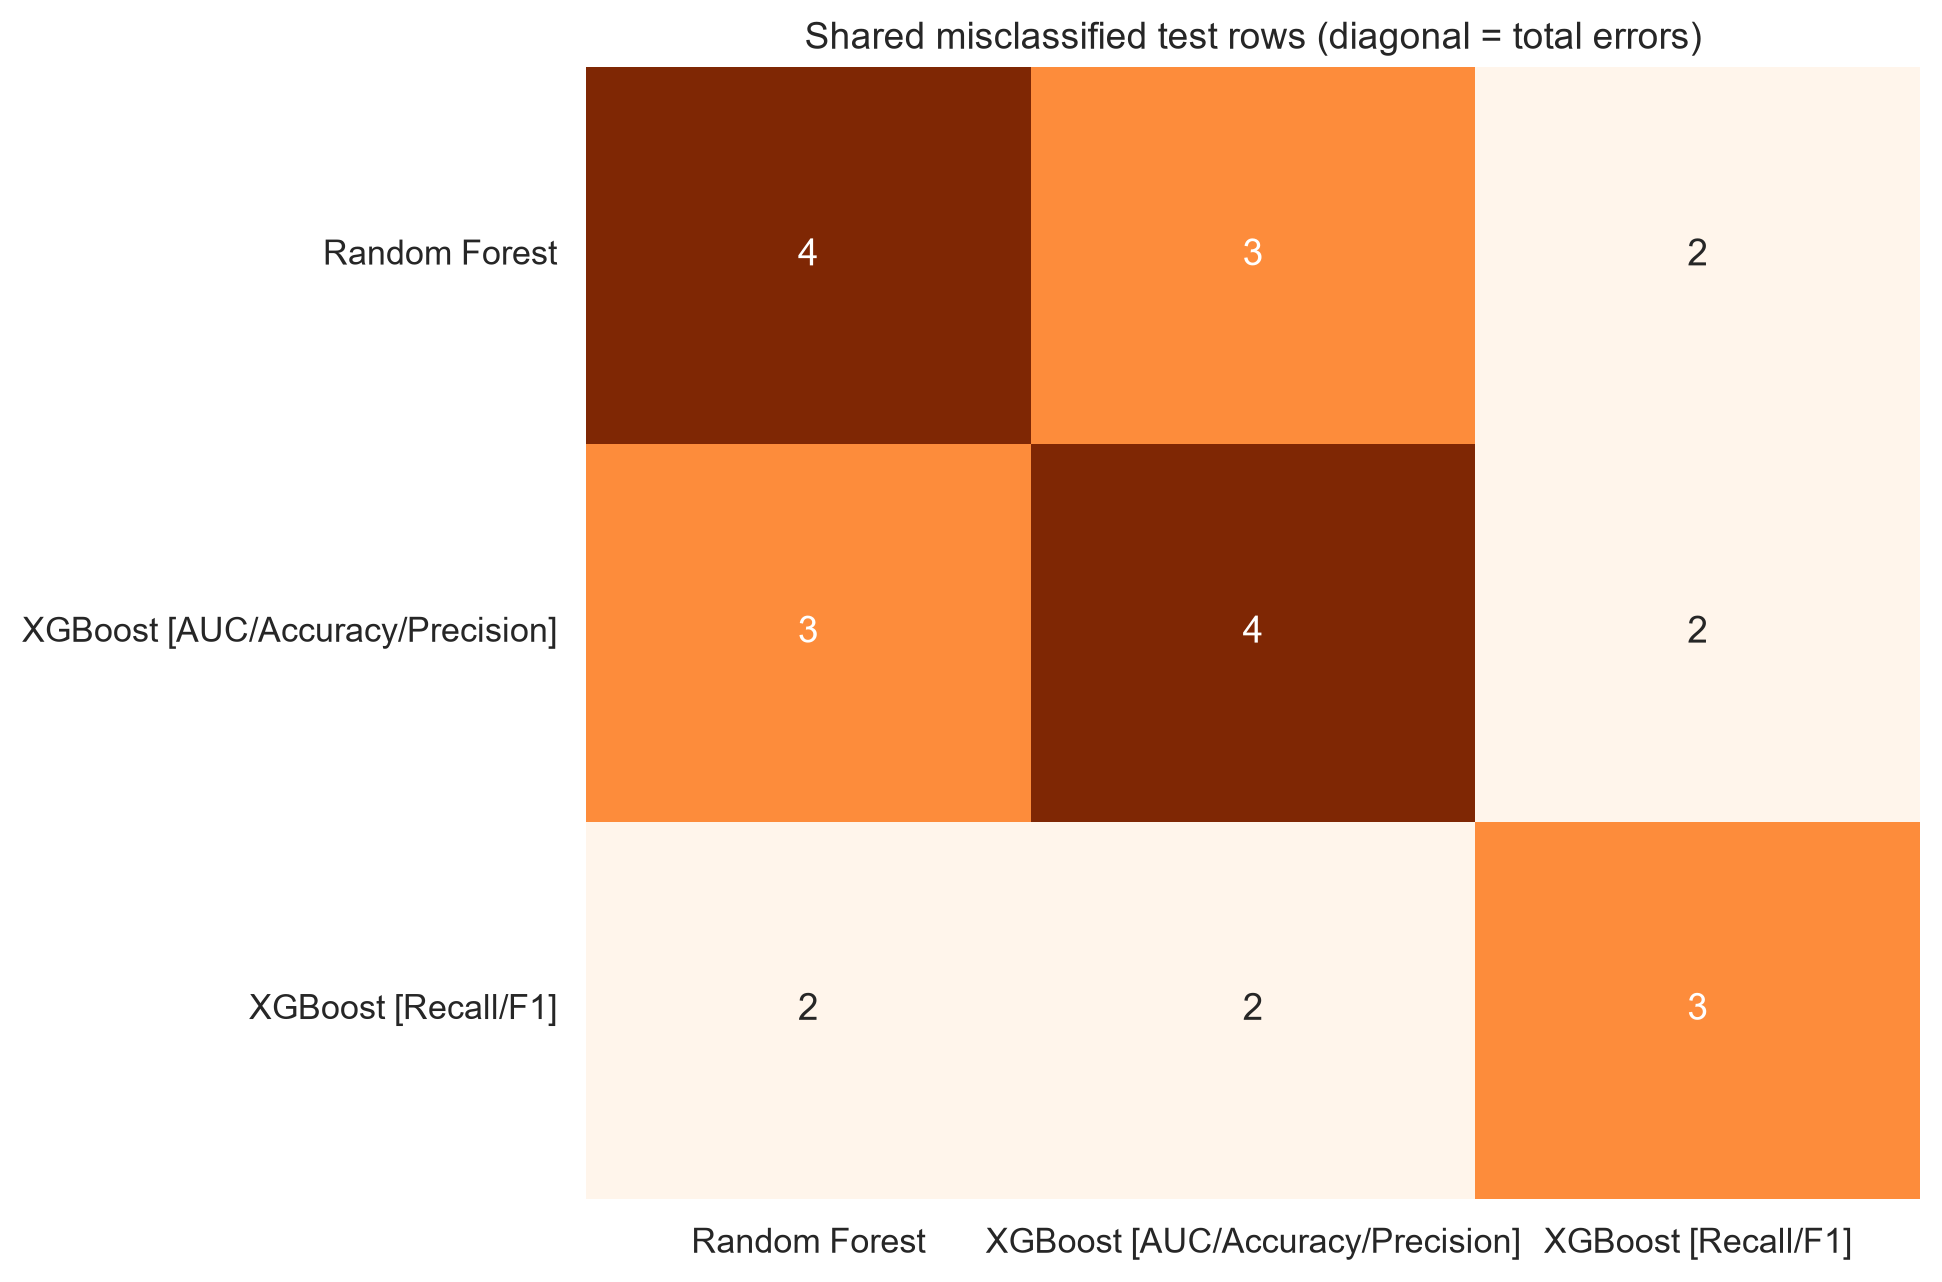 Shared misclassified test rows (diagonal = total errors)
Random Forest 4 3 2
XGBoost [AUC/Accuracy/Precision] 3 4 2
XGBoost [Recall/F1] 2 2 3
Random Forest XGBoost [AUC/Accuracy/Precision] XGBoost [Recall/F1]